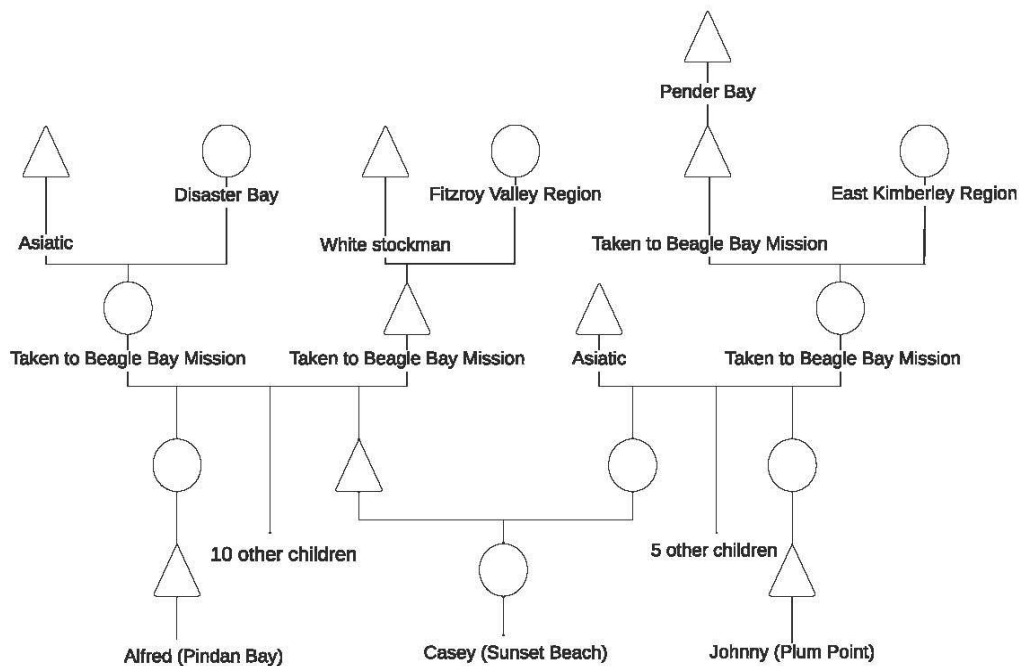 Pender Bay
Disaster Bay
Fitzroy Valley Region
East Kimberley Region
Asiatic
White stockman
Taken to Beagle Bay Mission
Taken to Beagle Bay Mission
Taken to Beagle Bay Mission
Asiatic
Taken to Beagle Bay Mission
10 other children
5 other children
Alfred (Pindan Bay)
Casey (Sunset Beach)
Johnny (Plum Point)